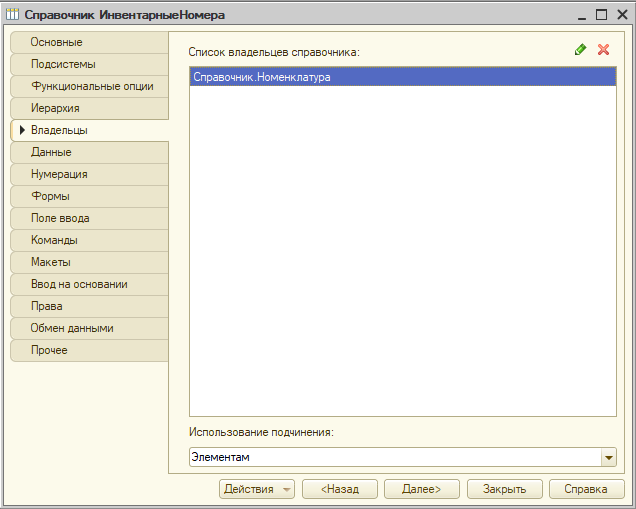 Справочник ИнвентарныеНомера
Основные
Подсистемы
Функциональные опции
Иерархия
Владельцы
Данные
Нумерация
Формы
Поле ввода
Команды
Макеты
Ввод на основании
Права
Обмен данными
Прочее
Список владельцев справочника:
Справочник.Номенклатура
Использование подчинения:
Элементам
Действия
<Назад
Далее>
Закрыть
Справка